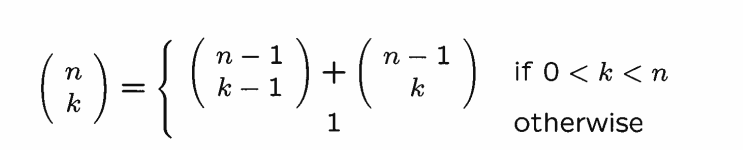 ( n k ) = { ( n − 1 k − 1 ) + ( n − 1 k ) if 0 < k < n
1 otherwise